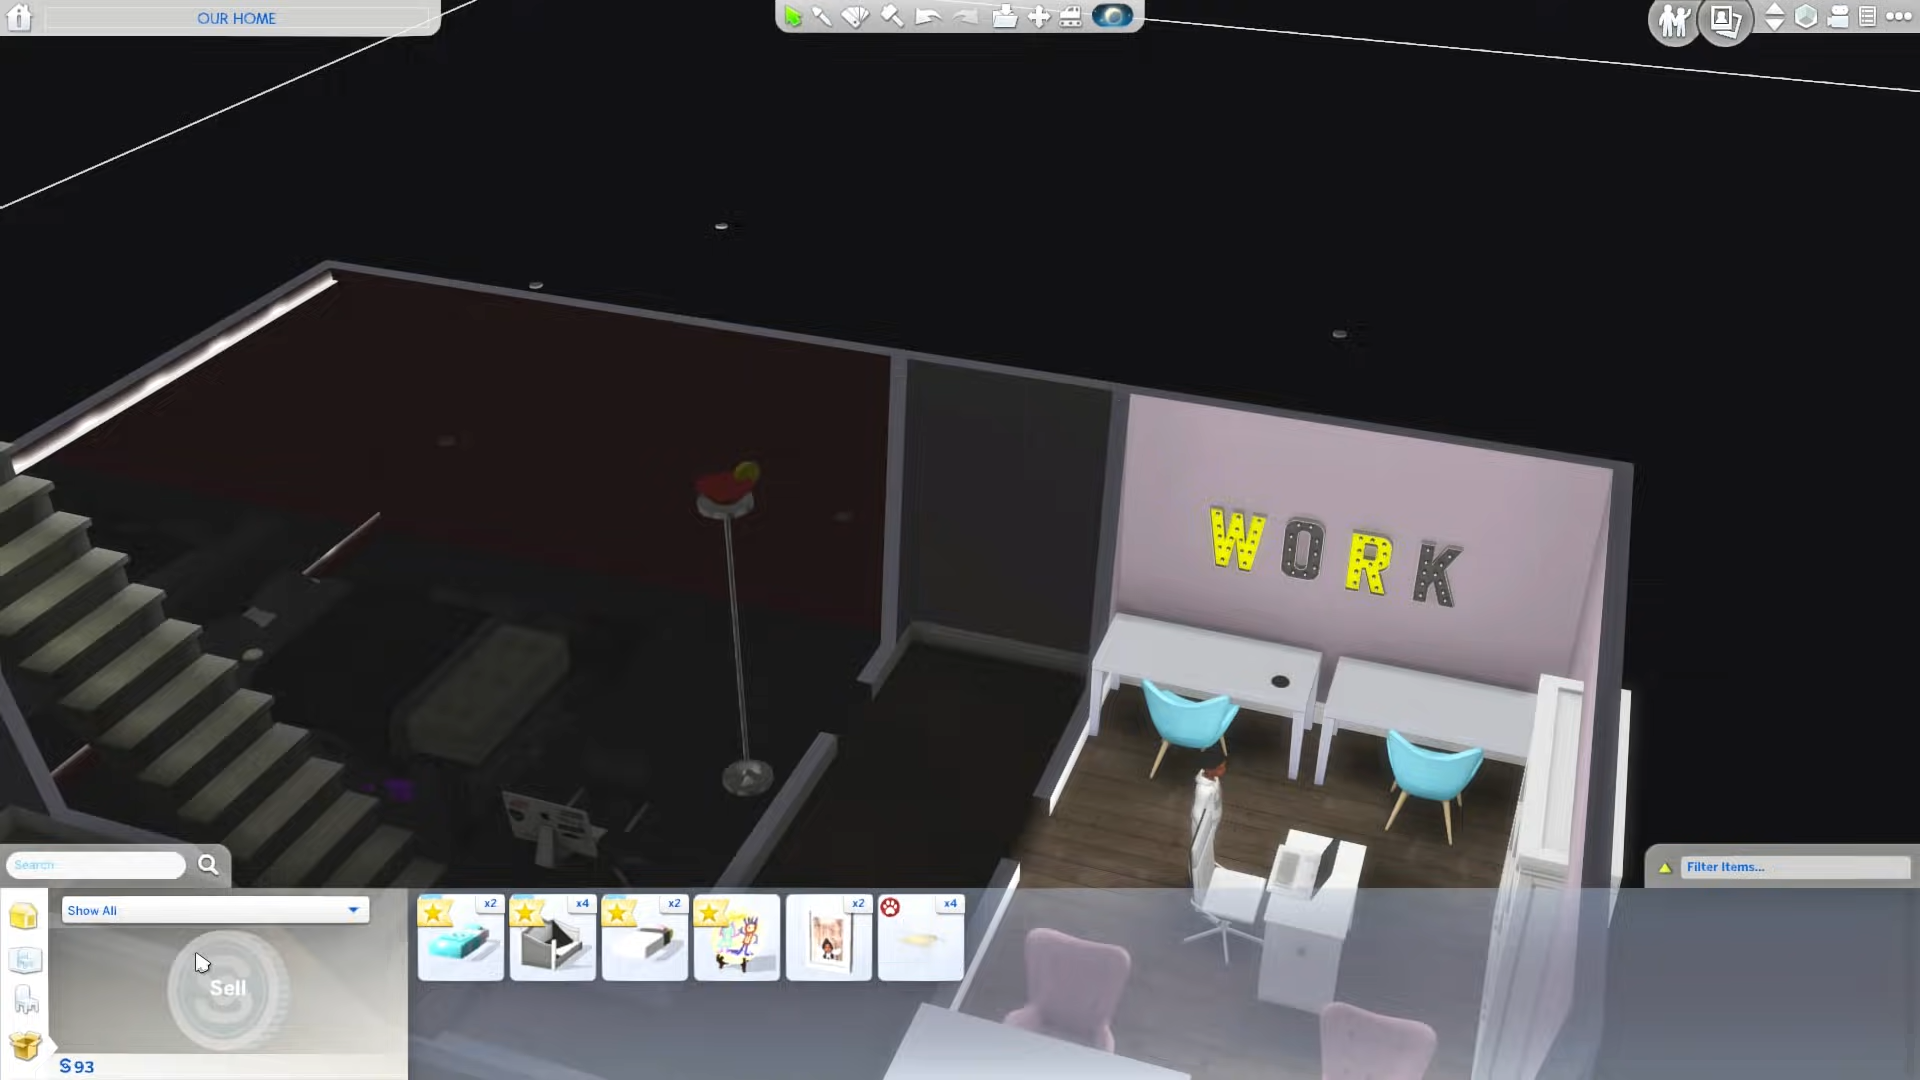 OUR HOME
WORK
Search
Filter Items...
Show All
x2
x4
x2
x2
x4
Sell
§93